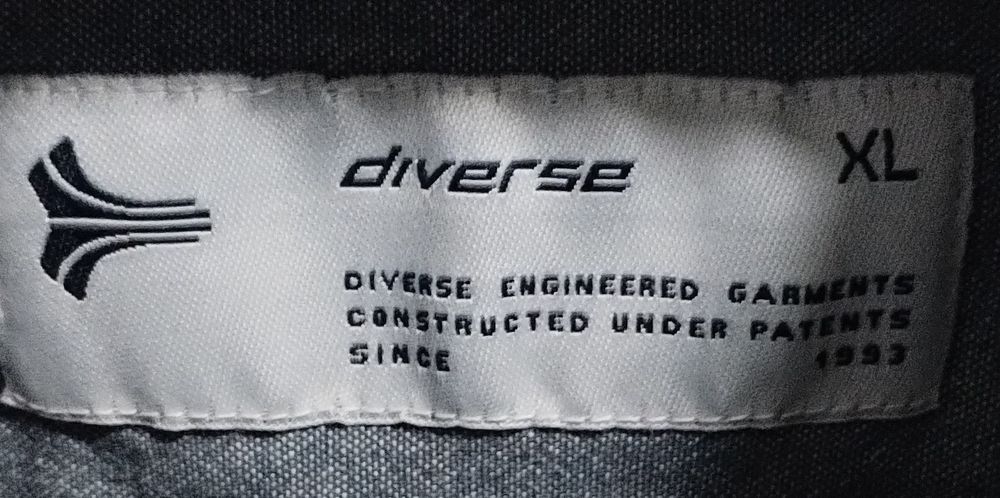 diverse XL
DIVERSE ENGINEERED GARMENTS
CONSTRUCTED UNDER PATENTS
SINCE 1993